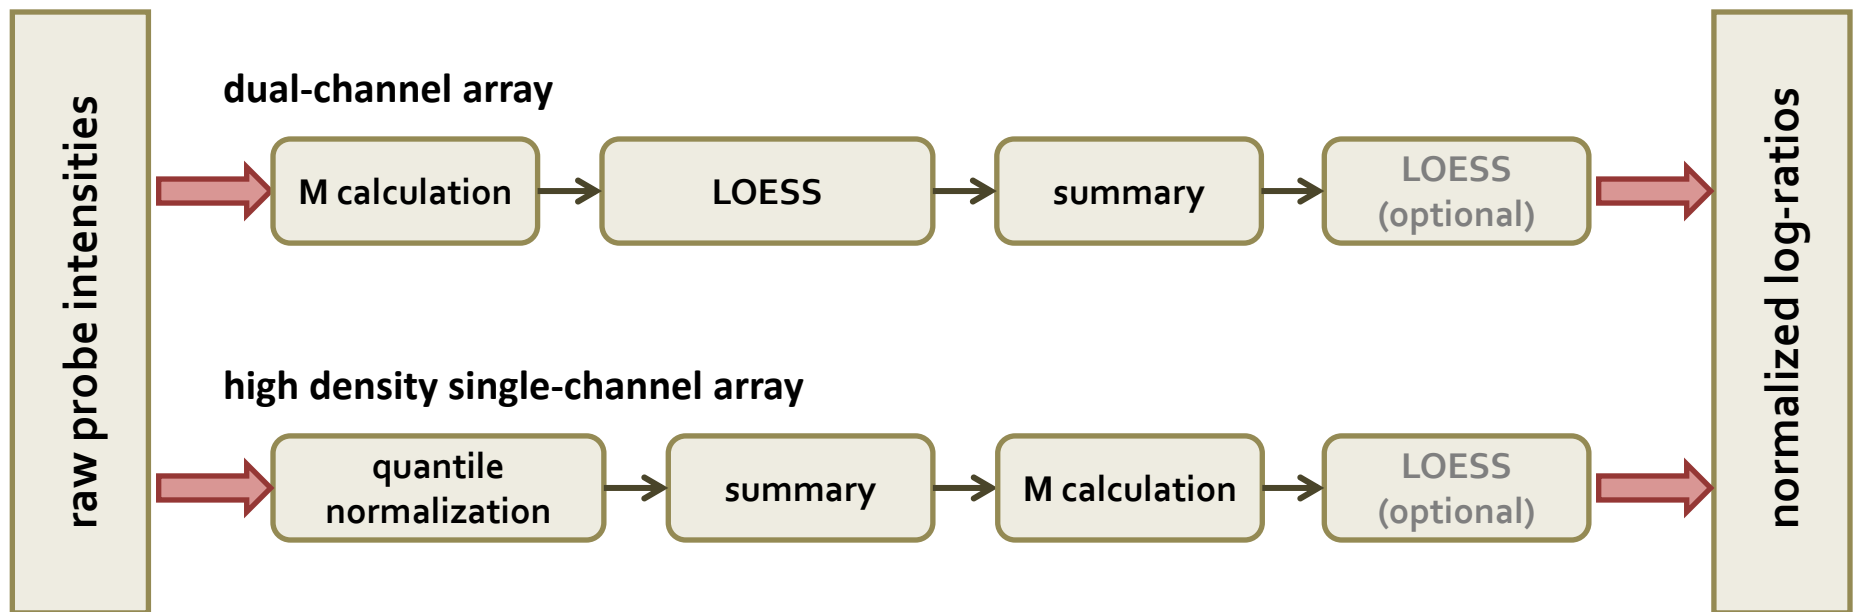 raw probe intensities
dual-channel array
M calculation
LOESS
summary
LOESS
(optional)
high density single-channel array
quantile
normalization
summary
M calculation
LOESS
(optional)
normalized log-ratios